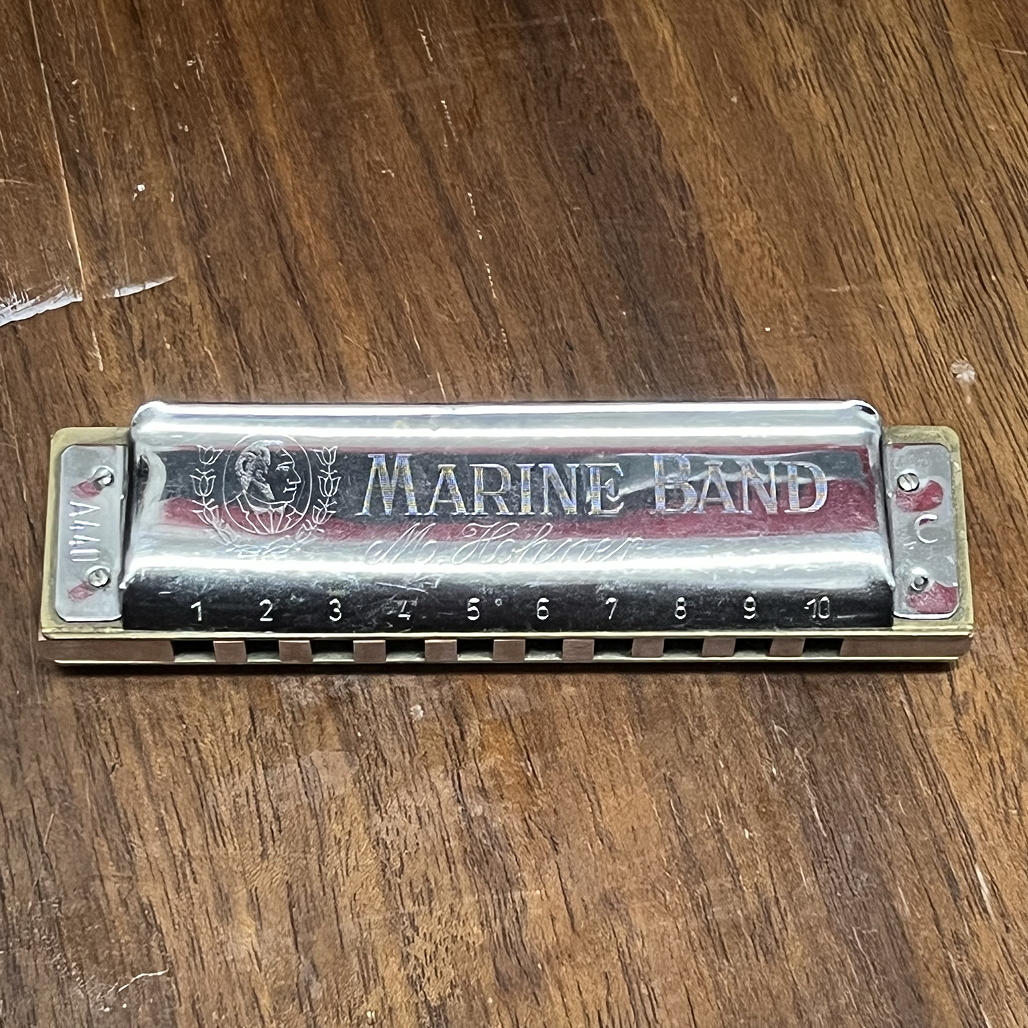 MARINE BAND
M. Hohner
A440
C
1 2 3 4 5 6 7 8 9 10